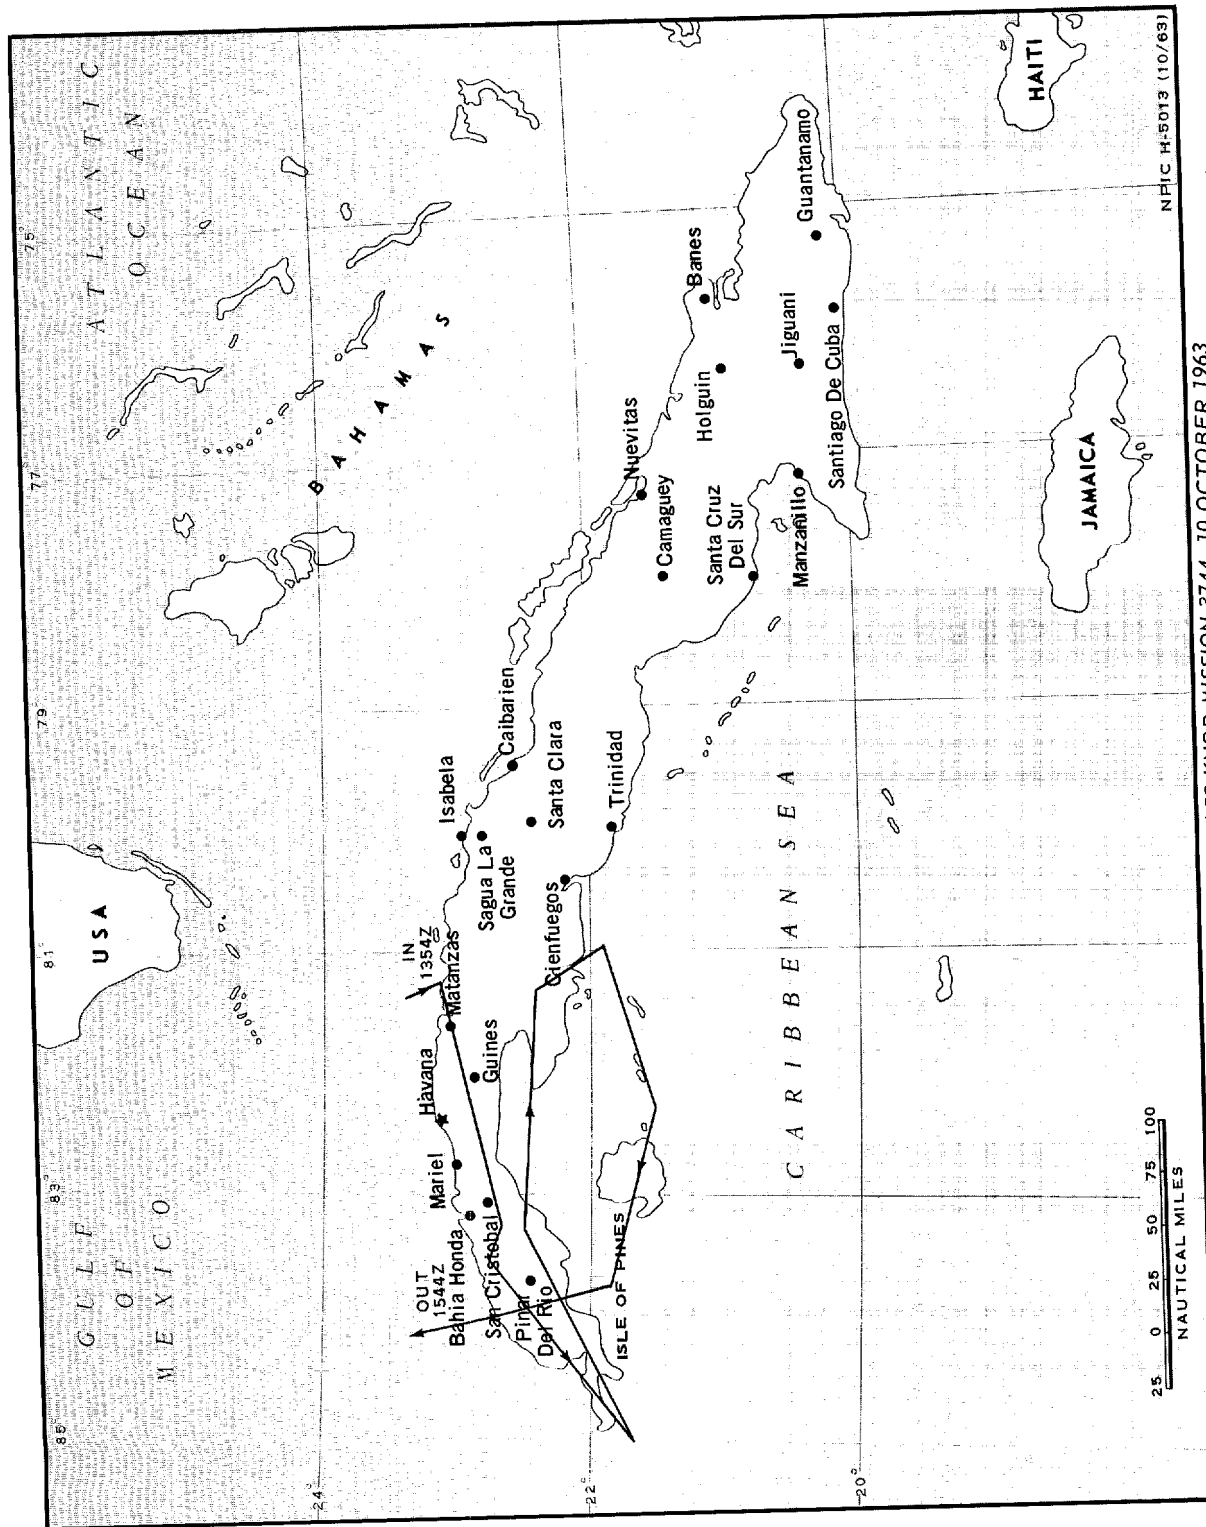 85°
83°
81°
79
77
75°
GULF
OF
MEXICO
USA
ATLANTIC
OCEAN
BAHAMAS
OUT
1544Z
IN
1354Z
Bahia Honda
Mariel
Havana
Matanzas
Isabela
San Cristobal
Guines
Sagua La
Grande
Caibarien
Pinar
Del Rio
Santa Clara
Cienfuegos
Trinidad
ISLE OF PINES
Nuevitas
Camaguey
Santa Cruz
Del Sur
Holguin
Banes
Manzanillo
Jiguani
Santiago De Cuba
Guantanamo
CARIBBEAN SEA
JAMAICA
HAITI
24°
22°
20°
25 0 25 50 75 100
NAUTICAL MILES
NPIC H-5013 (10/63)
MISSION 3744, 10 OCTOBER 1963